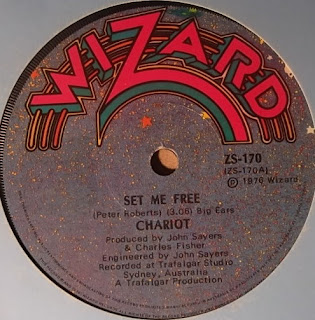 WIZARD
ZS-170
(ZS-170A)
℗ 1976 Wizard
SET ME FREE
(Peter Roberts) (3.06) Big Ears
CHARIOT
Produced by John Sayers
& Charles Fisher
Engineered by John Sayers
Recorded at Trafalgar Studio
Sydney, Australia
A Trafalgar Production